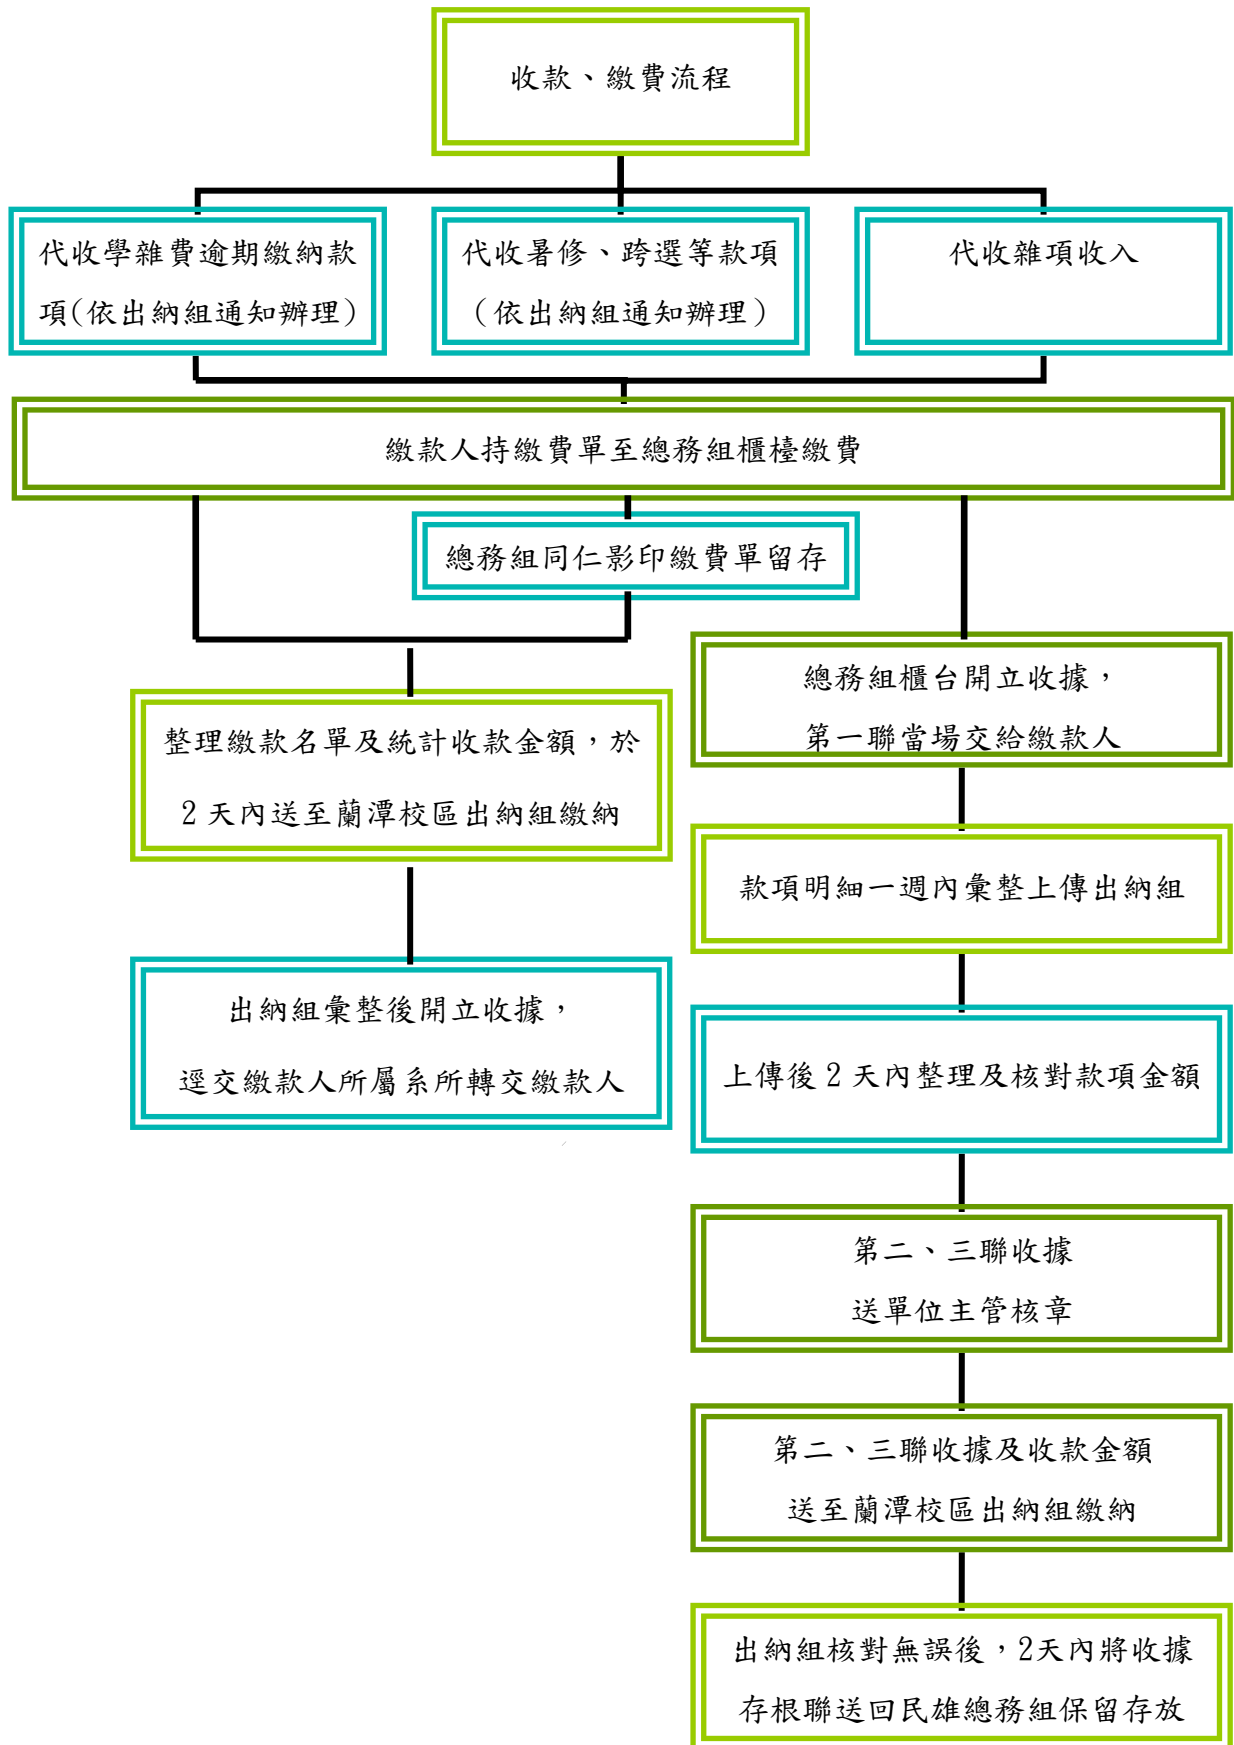 收款、繳費流程
代收學雜費逾期繳納款
項(依出納組通知辦理)
代收暑修、跨選等款項
(依出納組通知辦理)
代收雜項收入
繳款人持繳費單至總務組櫃檯繳費
總務組同仁影印繳費單留存
整理繳款名單及統計收款金額，於
2天內送至蘭潭校區出納組繳納
出納組彙整後開立收據，
逕交繳款人所屬系所轉交繳款人
總務組櫃台開立收據，
第一聯當場交給繳款人
款項明細一週內彙整上傳出納組
上傳後2天內整理及核對款項金額
第二、三聯收據
送單位主管核章
第二、三聯收據及收款金額
送至蘭潭校區出納組繳納
出納組核對無誤後，2天內將收據
存根聯送回民雄總務組保留存放